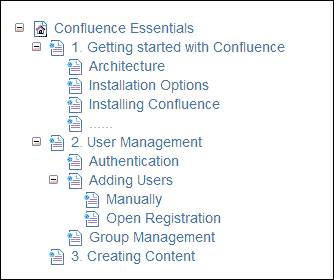 Confluence Essentials
1. Getting started with Confluence
Architecture
Installation Options
Installing Confluence
......
2. User Management
Authentication
Adding Users
Manually
Open Registration
Group Management
3. Creating Content